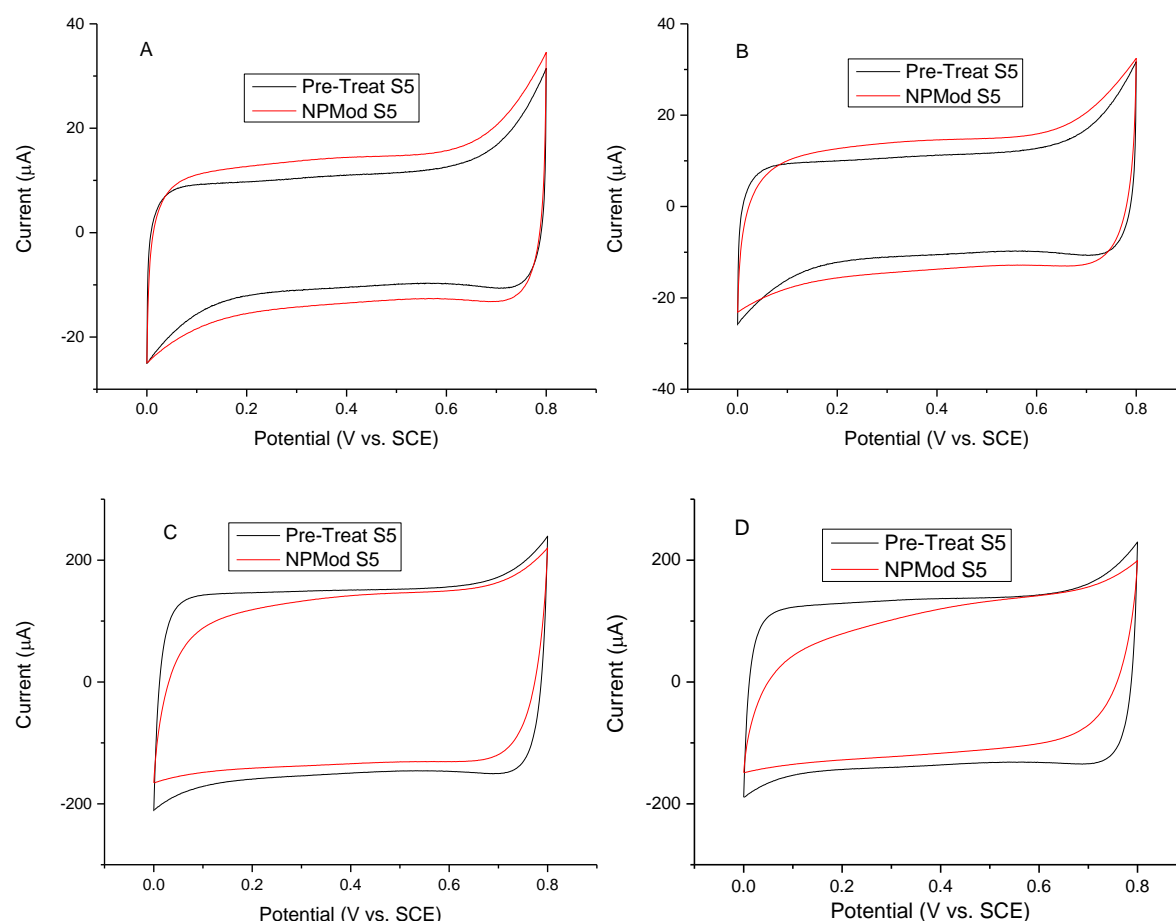 A
Pre-Treat S5
NPMod S5
40
20
0
-20
0.0 0.2 0.4 0.6 0.8
Current (μA)
Potential (V vs. SCE)
B
Pre-Treat S5
NPMod S5
40
20
0
-20
-40
0.0 0.2 0.4 0.6 0.8
Current (μA)
Potential (V vs. SCE)
C
Pre-Treat S5
NPMod S5
200
0
-200
0.0 0.2 0.4 0.6 0.8
Current (μA)
Potential (V vs. SCE)
D
Pre-Treat S5
NPMod S5
200
0
-200
0.0 0.2 0.4 0.6 0.8
Current (μA)
Potential (V vs. SCE)